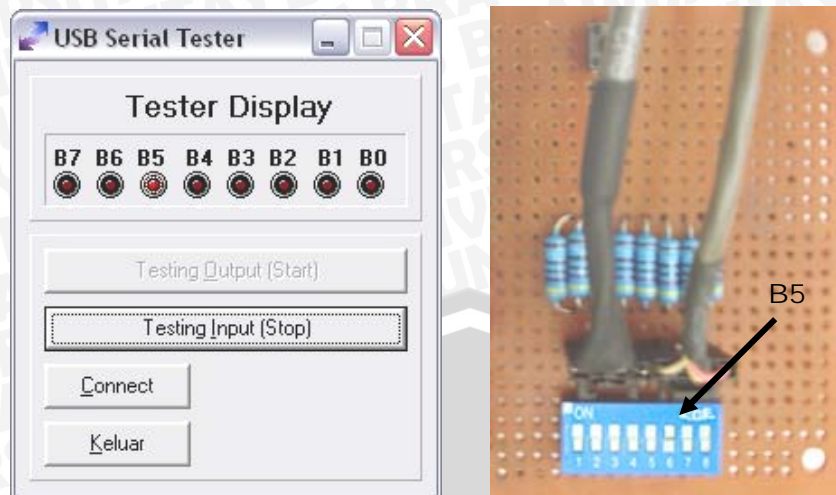 USB Serial Tester
Tester Display
B7 B6 B5 B4 B3 B2 B1 B0
Testing Output (Start)
Testing Input (Stop)
Connect
Keluar
B5
ON
1 2 3 4 5 6 7 8